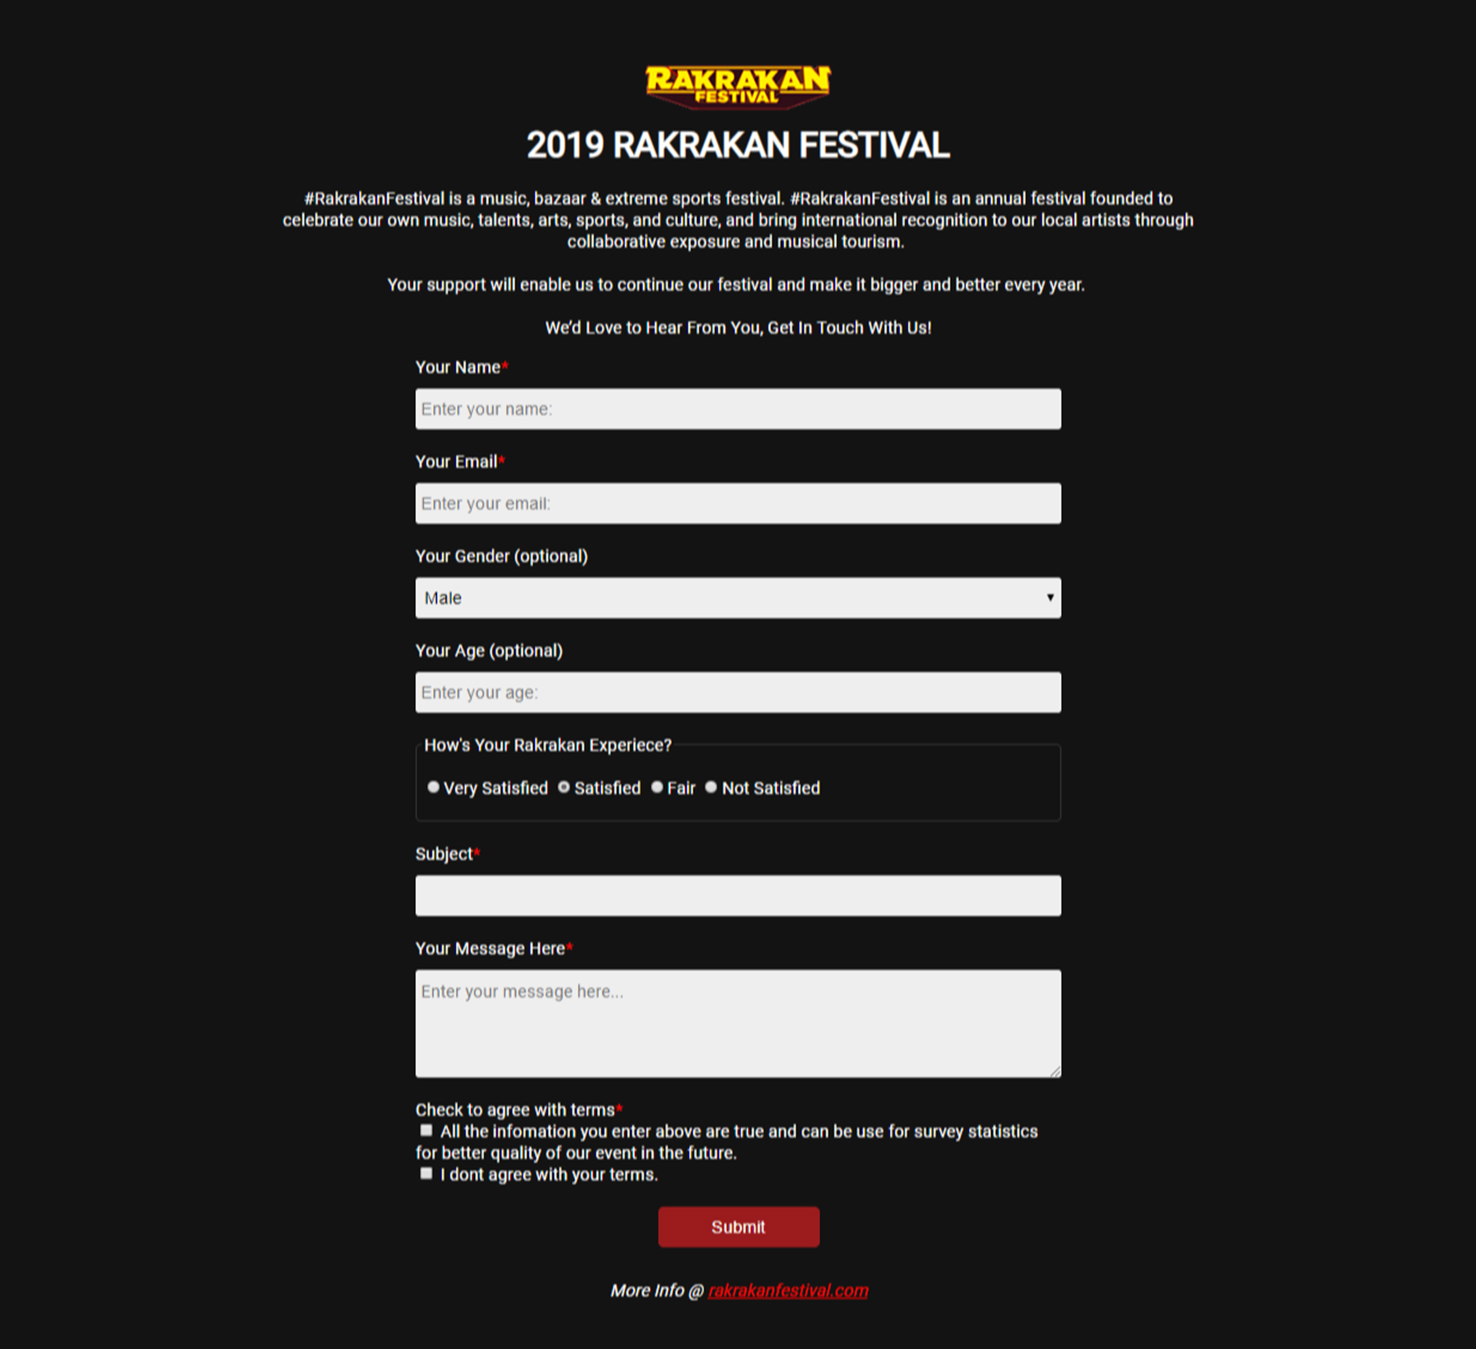 RAKRAKAN
FESTIVAL
2019 RAKRAKAN FESTIVAL
#RakrakanFestival is a music, bazaar & extreme sports festival. #RakrakanFestival is an annual festival founded to
celebrate our own music, talents, arts, sports, and culture, and bring international recognition to our local artists through
collaborative exposure and musical tourism.
Your support will enable us to continue our festival and make it bigger and better every year.
We'd Love to Hear From You, Get In Touch With Us!
Your Name*
Enter your name:
Your Email*
Enter your email:
Your Gender (optional)
Male
Your Age (optional)
Enter your age:
How's Your Rakrakan Experiece?
Very Satisfied Satisfied Fair Not Satisfied
Subject*
Your Message Here*
Enter your message here...
Check to agree with terms*
All the infomation you enter above are true and can be use for survey statistics
for better quality of our event in the future.
I dont agree with your terms.
Submit
More Info @ rakrakanfestival.com